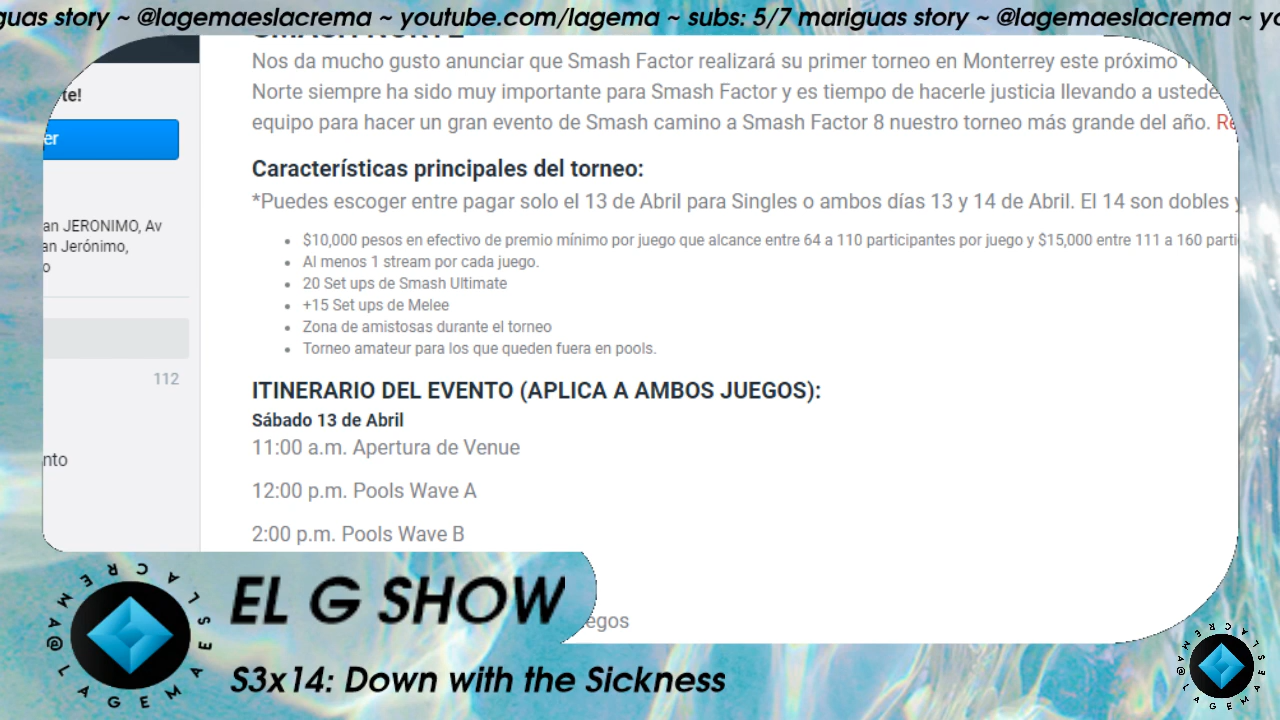 guas story ~ @lagemaeslacrema ~ youtube.com/lagema ~ subs: 5/7 mariguas story ~ @lagemaeslacrema ~ yo
SMASH NORTE
te!
er
an JERONIMO, Av
an Jerónimo,
o
112
nto
Nos da mucho gusto anunciar que Smash Factor realizará su primer torneo en Monterrey este próximo
Norte siempre ha sido muy importante para Smash Factor y es tiempo de hacerle justicia llevando a ustede
equipo para hacer un gran evento de Smash camino a Smash Factor 8 nuestro torneo más grande del año. Re
Características principales del torneo:
*Puedes escoger entre pagar solo el 13 de Abril para Singles o ambos días 13 y 14 de Abril. El 14 son dobles y
• $10,000 pesos en efectivo de premio mínimo por juego que alcance entre 64 a 110 participantes por juego y $15,000 entre 111 a 160 parti
• Al menos 1 stream por cada juego.
• 20 Set ups de Smash Ultimate
• +15 Set ups de Melee
• Zona de amistosas durante el torneo
• Torneo amateur para los que queden fuera en pools.
ITINERARIO DEL EVENTO (APLICA A AMBOS JUEGOS):
Sábado 13 de Abril
11:00 a.m. Apertura de Venue
12:00 p.m. Pools Wave A
2:00 p.m. Pools Wave B
egos
EL G SHOW
S3x14: Down with the Sickness
@LAGEMAESLACREMA
@LAGEMAESLACREMA